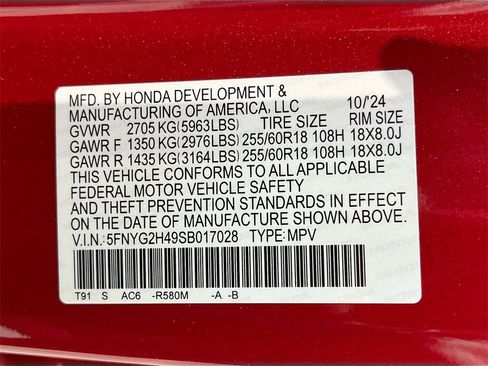 MFD. BY HONDA DEVELOPMENT &
MANUFACTURING OF AMERICA, LLC 10/'24
GVWR 2705 KG(5963LBS) TIRE SIZE RIM SIZE
GAWR F 1350 KG(2976LBS) 255/60R18 108H 18X8.0J
GAWR R 1435 KG(3164LBS) 255/60R18 108H 18X8.0J
THIS VEHICLE CONFORMS TO ALL APPLICABLE
FEDERAL MOTOR VEHICLE SAFETY
AND THEFT PREVENTION STANDARDS IN EFFECT
ON THE DATE OF MANUFACTURE SHOWN ABOVE.
V.I.N.:5FNYG2H49SB017028 TYPE:MPV
T91 S AC6 -R580M -A -B